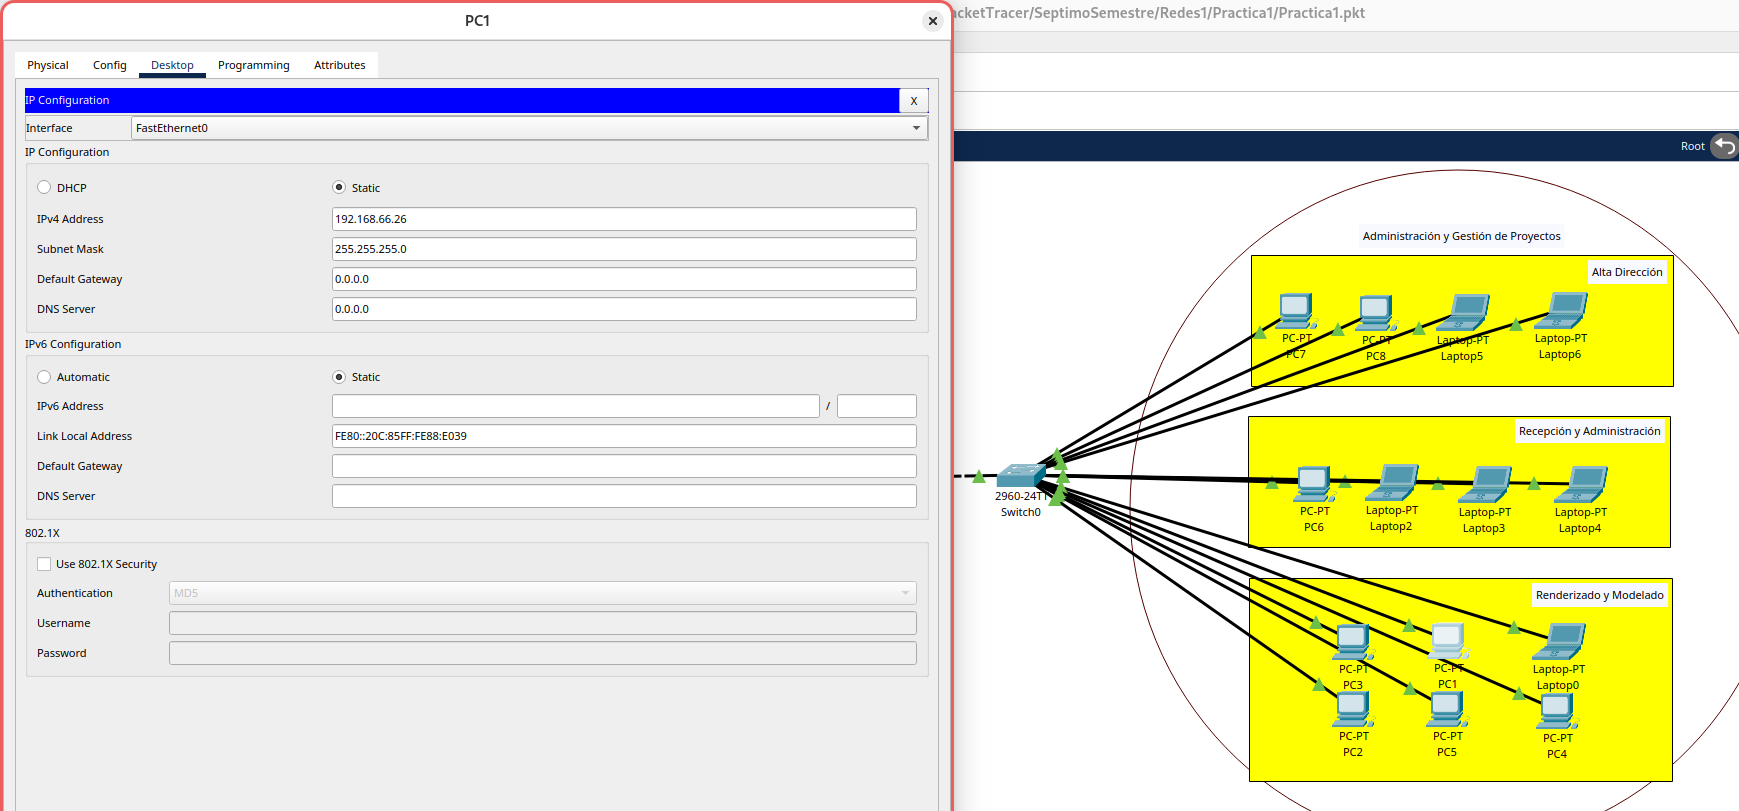 PC1
acketTracer/SeptimoSemestre/Redes1/Practica1/Practica1.pkt
Physical Config Desktop Programming Attributes
IP Configuration X
Interface FastEthernet0
IP Configuration
DHCP Static
IPv4 Address 192.168.66.26
Subnet Mask 255.255.255.0
Default Gateway 0.0.0.0
DNS Server 0.0.0.0
IPv6 Configuration
Automatic Static
IPv6 Address /
Link Local Address FE80::20C:85FF:FE88:E039
Default Gateway
DNS Server
802.1X
Use 802.1X Security
Authentication MD5
Username
Password
Root
Administración y Gestión de Proyectos
Alta Dirección
PC-PT
PC7
PC-PT
PC8
Laptop-PT
Laptop5
Laptop-PT
Laptop6
2960-24TT
Switch0
Recepción y Administración
PC-PT
PC6
Laptop-PT
Laptop2
Laptop-PT
Laptop3
Laptop-PT
Laptop4
Renderizado y Modelado
PC-PT
PC3
PC-PT
PC1
Laptop-PT
Laptop0
PC-PT
PC2
PC-PT
PC5
PC-PT
PC4